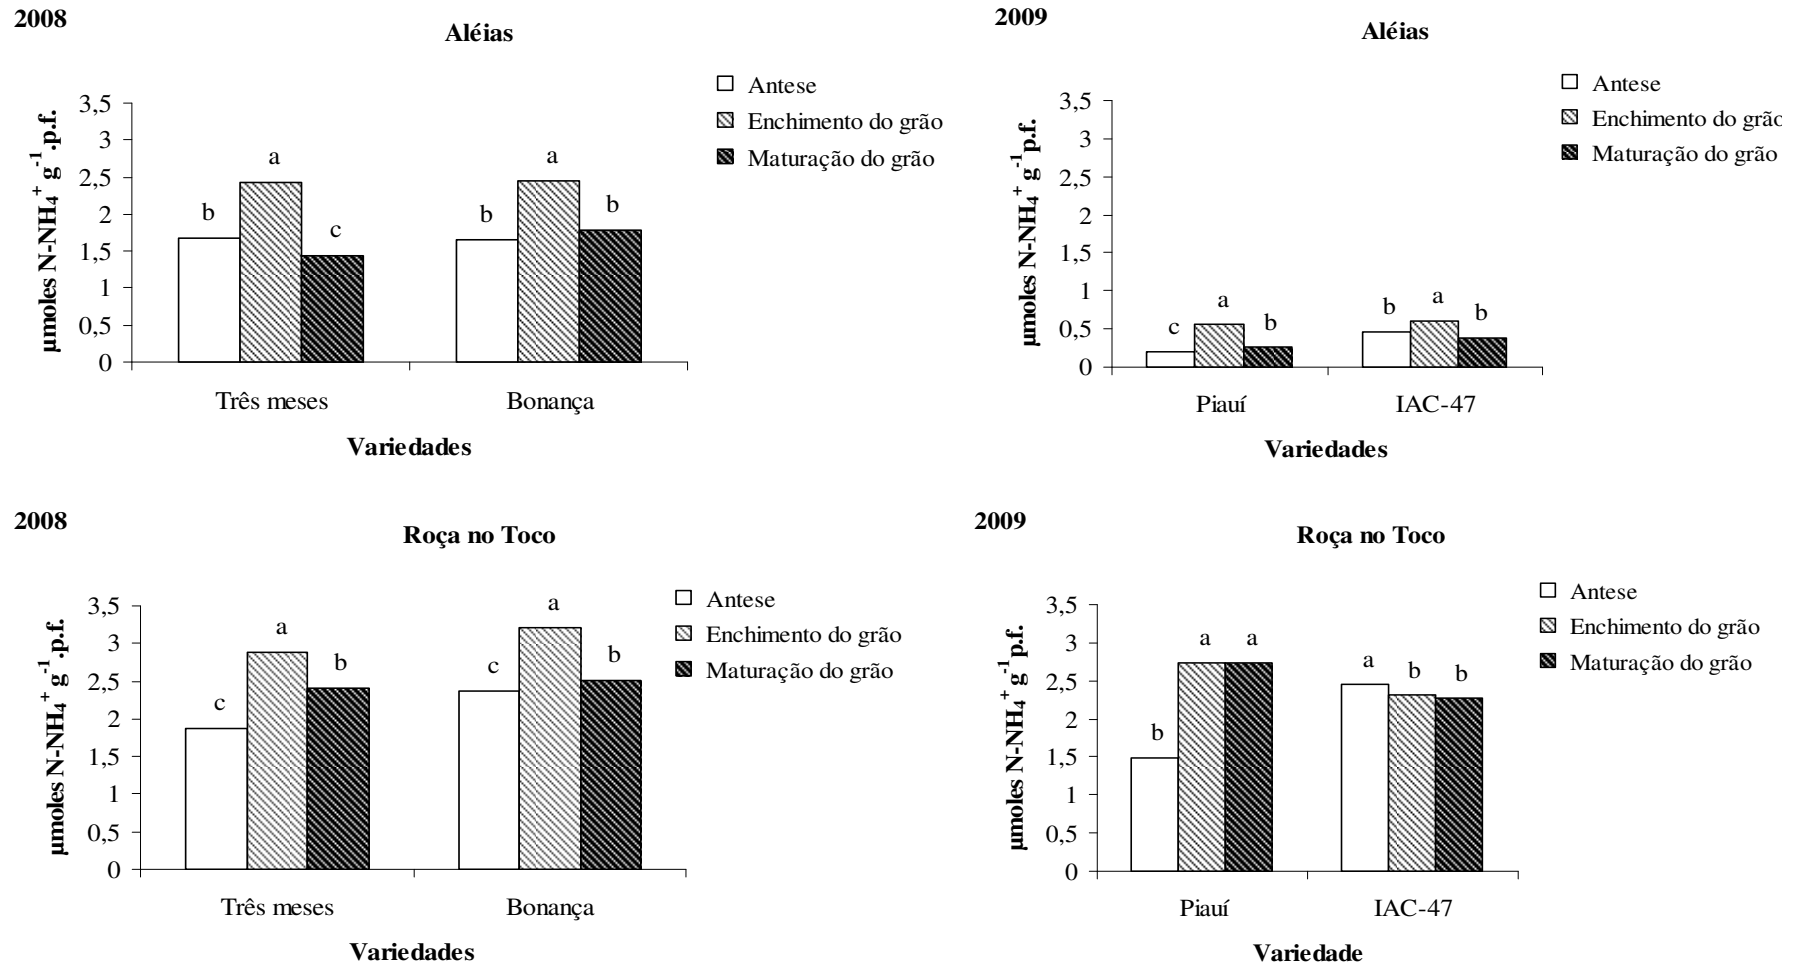 2008
Aléias
Antese
Enchimento do grão
Maturação do grão
µmoles N-NH₄⁺ g⁻¹.p.f.
3,5
3
2,5
2
1,5
1
0,5
0
b
a
c
b
a
b
Três meses
Bonança
Variedades
2009
Aléias
Antese
Enchimento do grão
Maturação do grão
µmoles N-NH₄⁺ g⁻¹p.f.
3,5
3
2,5
2
1,5
1
0,5
0
c
a
b
b
a
b
Piauí
IAC-47
Variedades
2008
Roça no Toco
Antese
Enchimento do grão
Maturação do grão
µmoles N-NH₄⁺ g⁻¹.p.f.
3,5
3
2,5
2
1,5
1
0,5
0
c
a
b
c
a
b
Três meses
Bonança
Variedades
2009
Roça no Toco
Antese
Enchimento do grão
Maturação do grão
µmoles N-NH₄⁺ g⁻¹p.f.
3,5
3
2,5
2
1,5
1
0,5
0
b
a
a
a
b
b
Piauí
IAC-47
Variedade